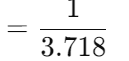 = 1/3.718